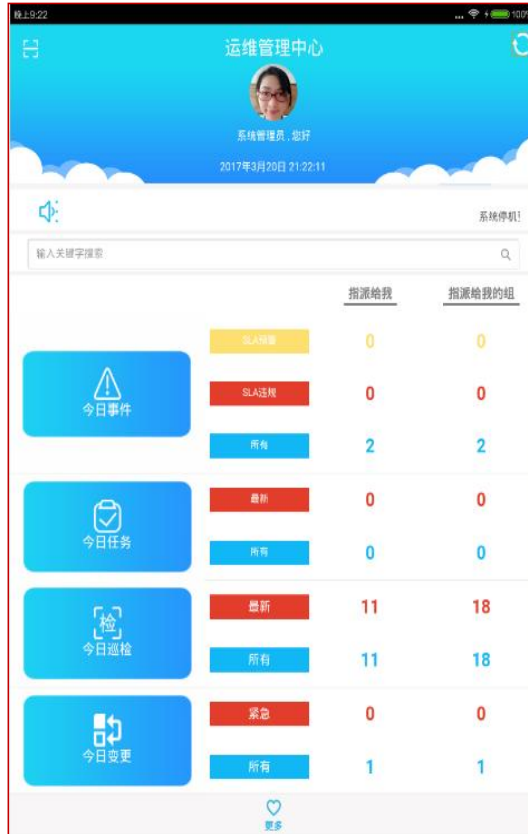 晚上9:22
... 100%
运维管理中心
系统管理员,您好
2017年3月20日 21:22:11
系统停机!
输入关键字搜索
指派给我 指派给我的组
SLA预警 0 0
今日事件
SLA违规 0 0
所有 2 2
最新 0 0
今日任务
所有 0 0
最新 11 18
检
今日巡检
所有 11 18
紧急 0 0
今日变更
所有 1 1
更多